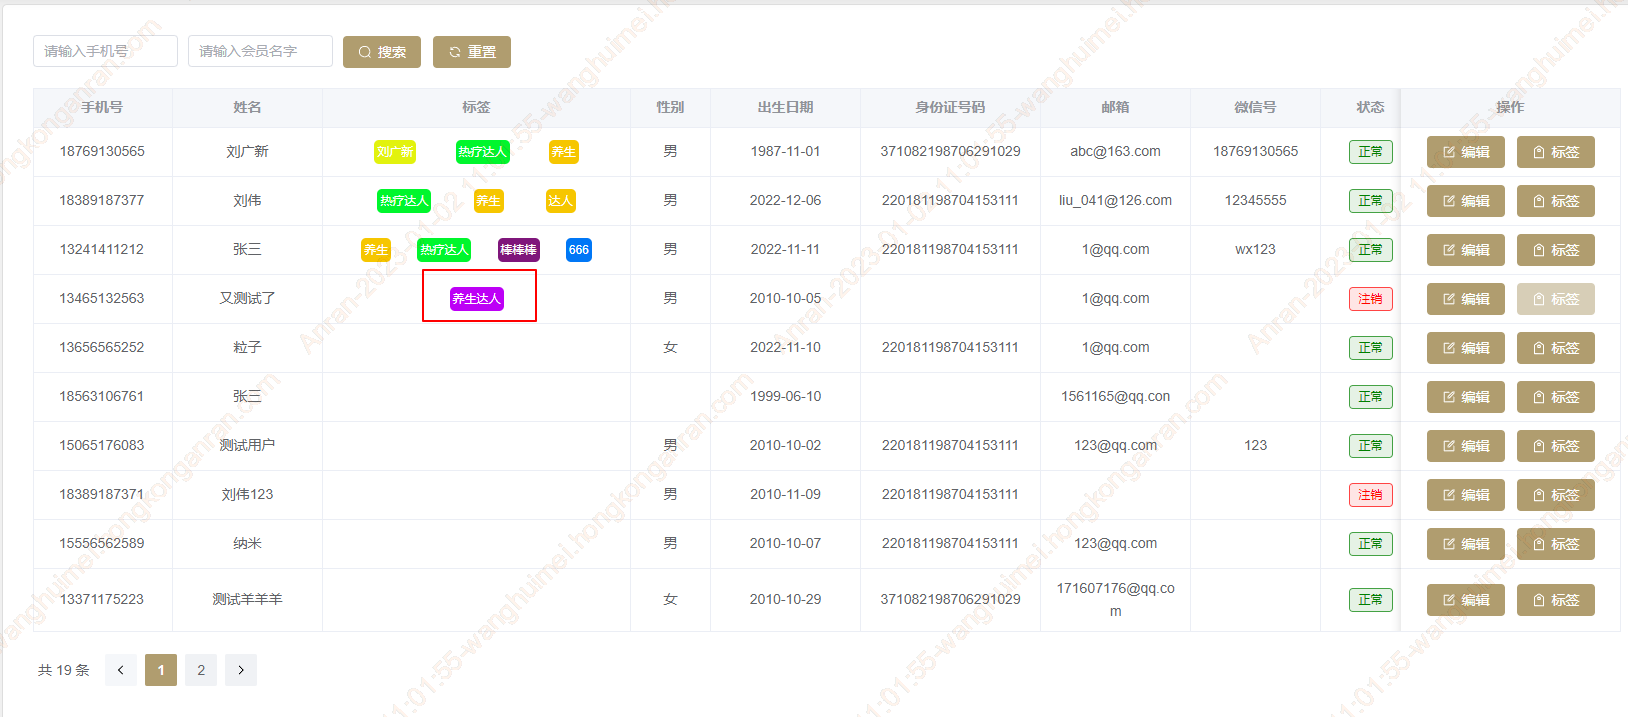 请输入手机号 请输入会员名字 搜索 重置
手机号 姓名 标签 性别 出生日期 身份证号码 邮箱 微信号 状态 操作
18769130565 刘广新 刘广新 热疗达人 养生 男 1987-11-01 371082198706291029 abc@163.com 18769130565 正常 编辑 标签
18389187377 刘伟 热疗达人 养生 达人 男 2022-12-06 220181198704153111 liu_041@126.com 12345555 正常 编辑 标签
13241411212 张三 养生 热疗达人 棒棒棒 666 男 2022-11-11 220181198704153111 1@qq.com wx123 正常 编辑 标签
13465132563 又测试了 养生达人 男 2010-10-05 1@qq.com 注销 编辑 标签
13656565252 粒子 女 2022-11-10 220181198704153111 1@qq.com 正常 编辑 标签
18563106761 张三 1999-06-10 1561165@qq.con 正常 编辑 标签
15065176083 测试用户 男 2010-10-02 220181198704153111 123@qq.com 123 正常 编辑 标签
18389187371 刘伟123 男 2010-11-09 220181198704153111 注销 编辑 标签
15556562589 纳米 男 2010-10-07 220181198704153111 123@qq.com 正常 编辑 标签
13371175223 测试羊羊羊 女 2010-10-29 371082198706291029 171607176@qq.co 正常 编辑 标签
m
共 19 条 1 2